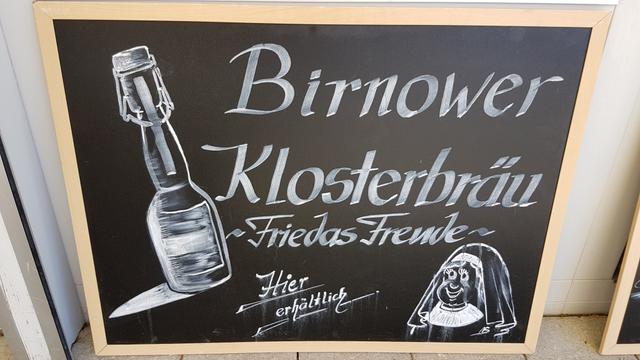 Birnower
Klosterbräu
~Friedas Freude~
Hier
erhältlich